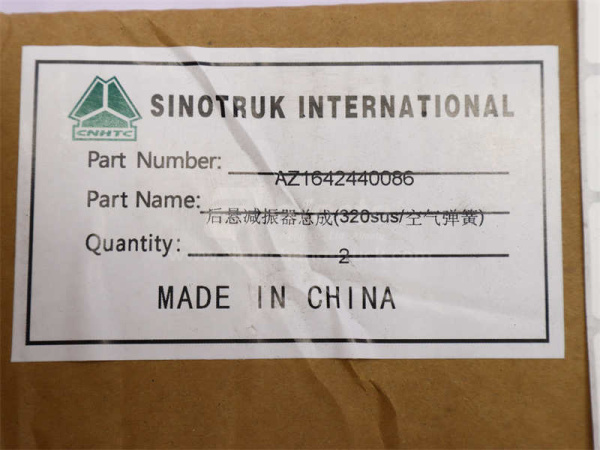 SINOTRUK INTERNATIONAL
CNHTC
Part Number: AZ1642440086
Part Name: 后悬减振器总成(320sus/空气弹簧)
Quantity: 2
MADE IN CHINA